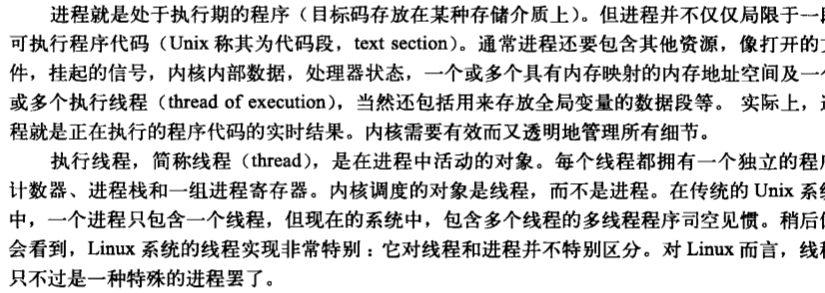 进程就是处于执行期的程序（目标码存放在某种存储介质上）。但进程并不仅仅局限于一
可执行程序代码（Unix 称其为代码段，text section）。通常进程还要包含其他资源，像打开的
件，挂起的信号，内核内部数据，处理器状态，一个或多个具有内存映射的内存地址空间及一
或多个执行线程（thread of execution），当然还包括用来存放全局变量的数据段等。 实际上，
程就是正在执行的程序代码的实时结果。内核需要有效而又透明地管理所有细节。
执行线程，简称线程（thread），是在进程中活动的对象。每个线程都拥有一个独立的程
计数器、进程栈和一组进程寄存器。内核调度的对象是线程，而不是进程。在传统的 Unix 系
中，一个进程只包含一个线程，但现在的系统中，包含多个线程的多线程程序司空见惯。稍后
会看到，Linux 系统的线程实现非常特别：它对线程和进程并不特别区分。对 Linux 而言，线
只不过是一种特殊的进程罢了。